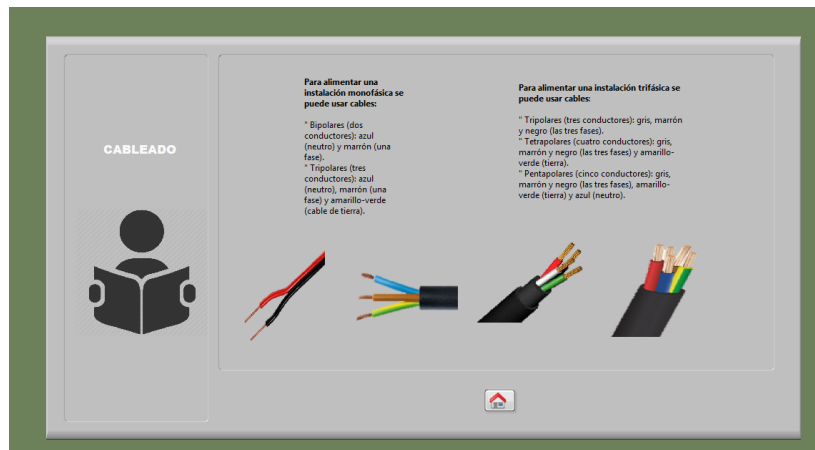 CABLEADO
Para alimentar una
instalación monofásica se
puede usar cables:
* Bipolares (dos
conductores): azul
(neutro) y marrón (una
fase).
* Tripolares (tres
conductores): azul
(neutro), marrón (una
fase) y amarillo-verde
(cable de tierra).
Para alimentar una instalación trifásica se
puede usar cables:
* Tripolares (tres conductores): gris, marrón
y negro (las tres fases).
* Tetrapolares (cuatro conductores): gris,
marrón y negro (las tres fases) y amarillo-
verde (tierra).
* Pentapolares (cinco conductores): gris,
marrón y negro (las tres fases), amarillo-
verde (tierra) y azul (neutro).